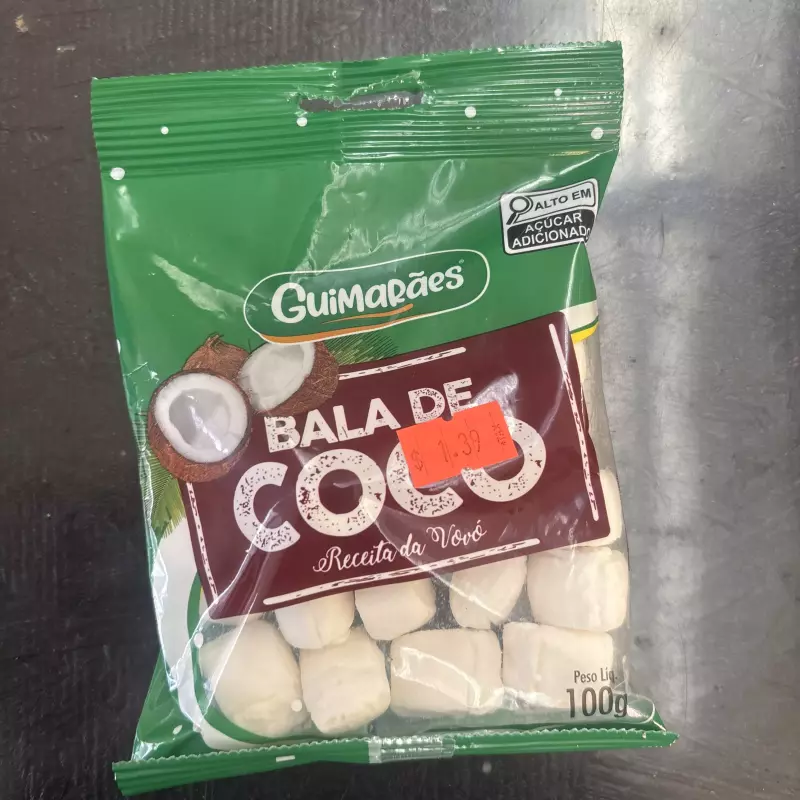 ALTO EM
AÇÚCAR
ADICIONADO
Guimarães
BALA DE
COCO
$ 1.39
Receita da Vovó
Peso Líq.
100g